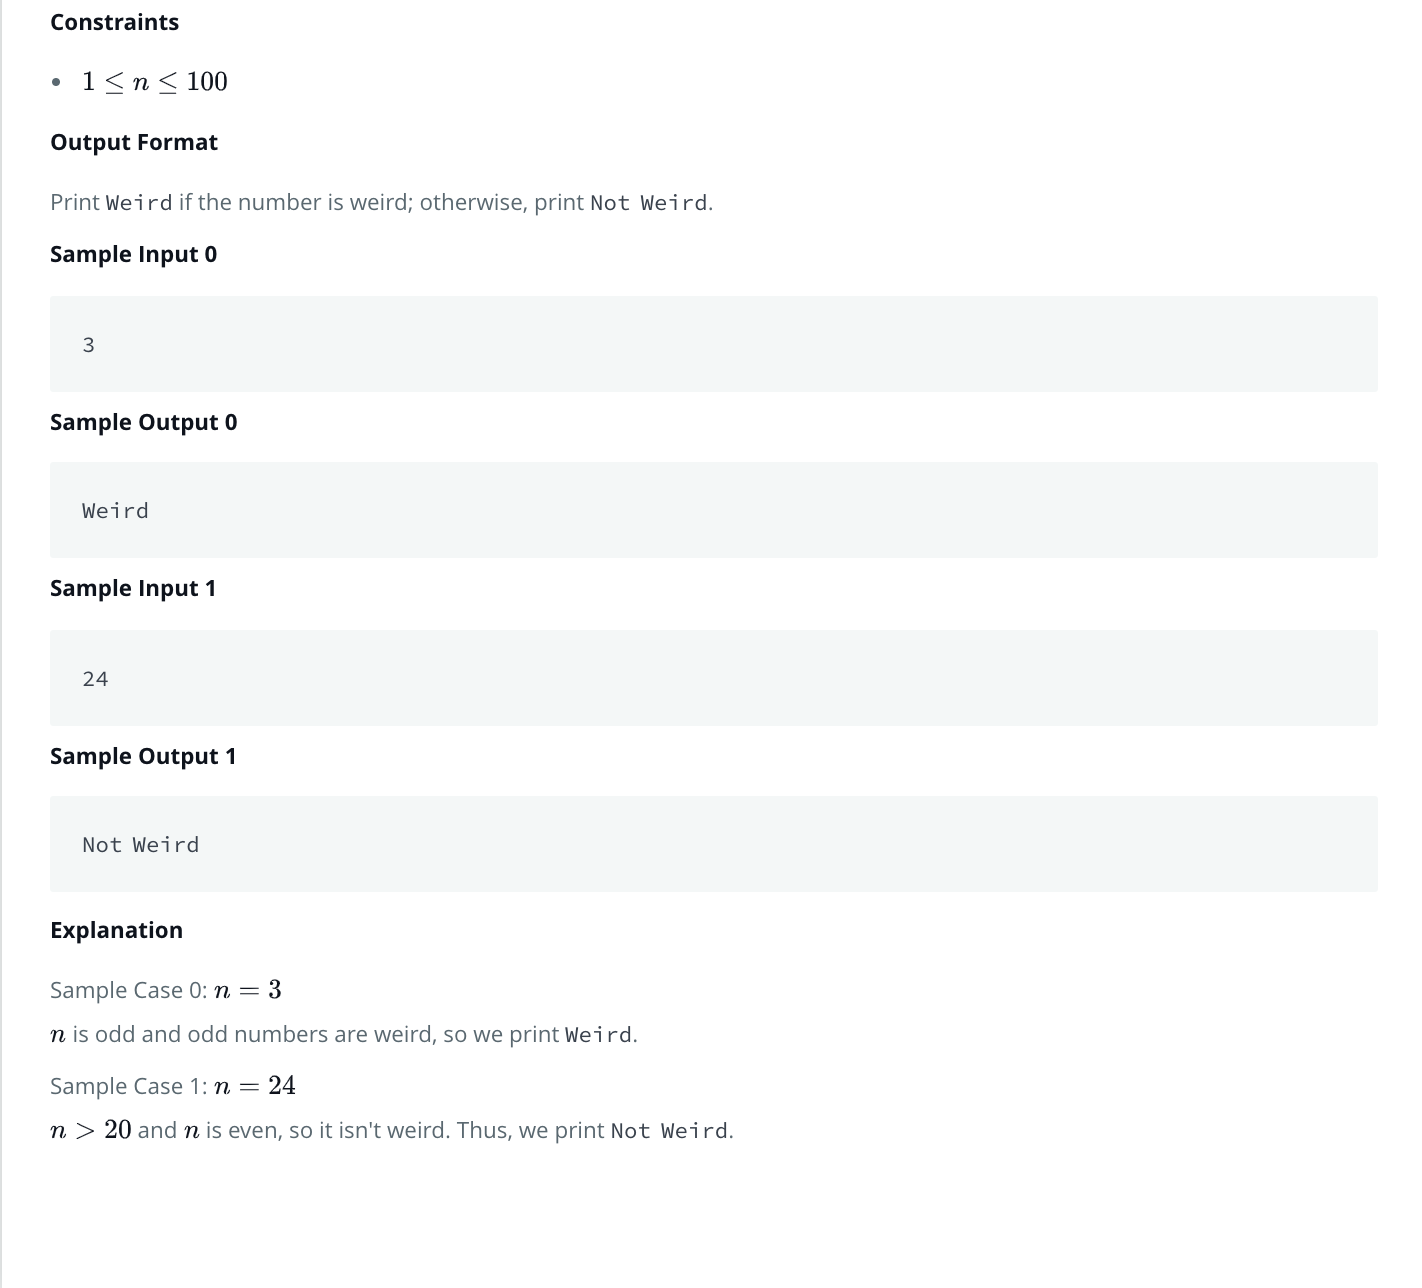 Constraints
• 1 ≤ n ≤ 100
Output Format
Print Weird if the number is weird; otherwise, print Not Weird.
Sample Input 0
3
Sample Output 0
Weird
Sample Input 1
24
Sample Output 1
Not Weird
Explanation
Sample Case 0: n = 3
n is odd and odd numbers are weird, so we print Weird.
Sample Case 1: n = 24
n > 20 and n is even, so it isn't weird. Thus, we print Not Weird.